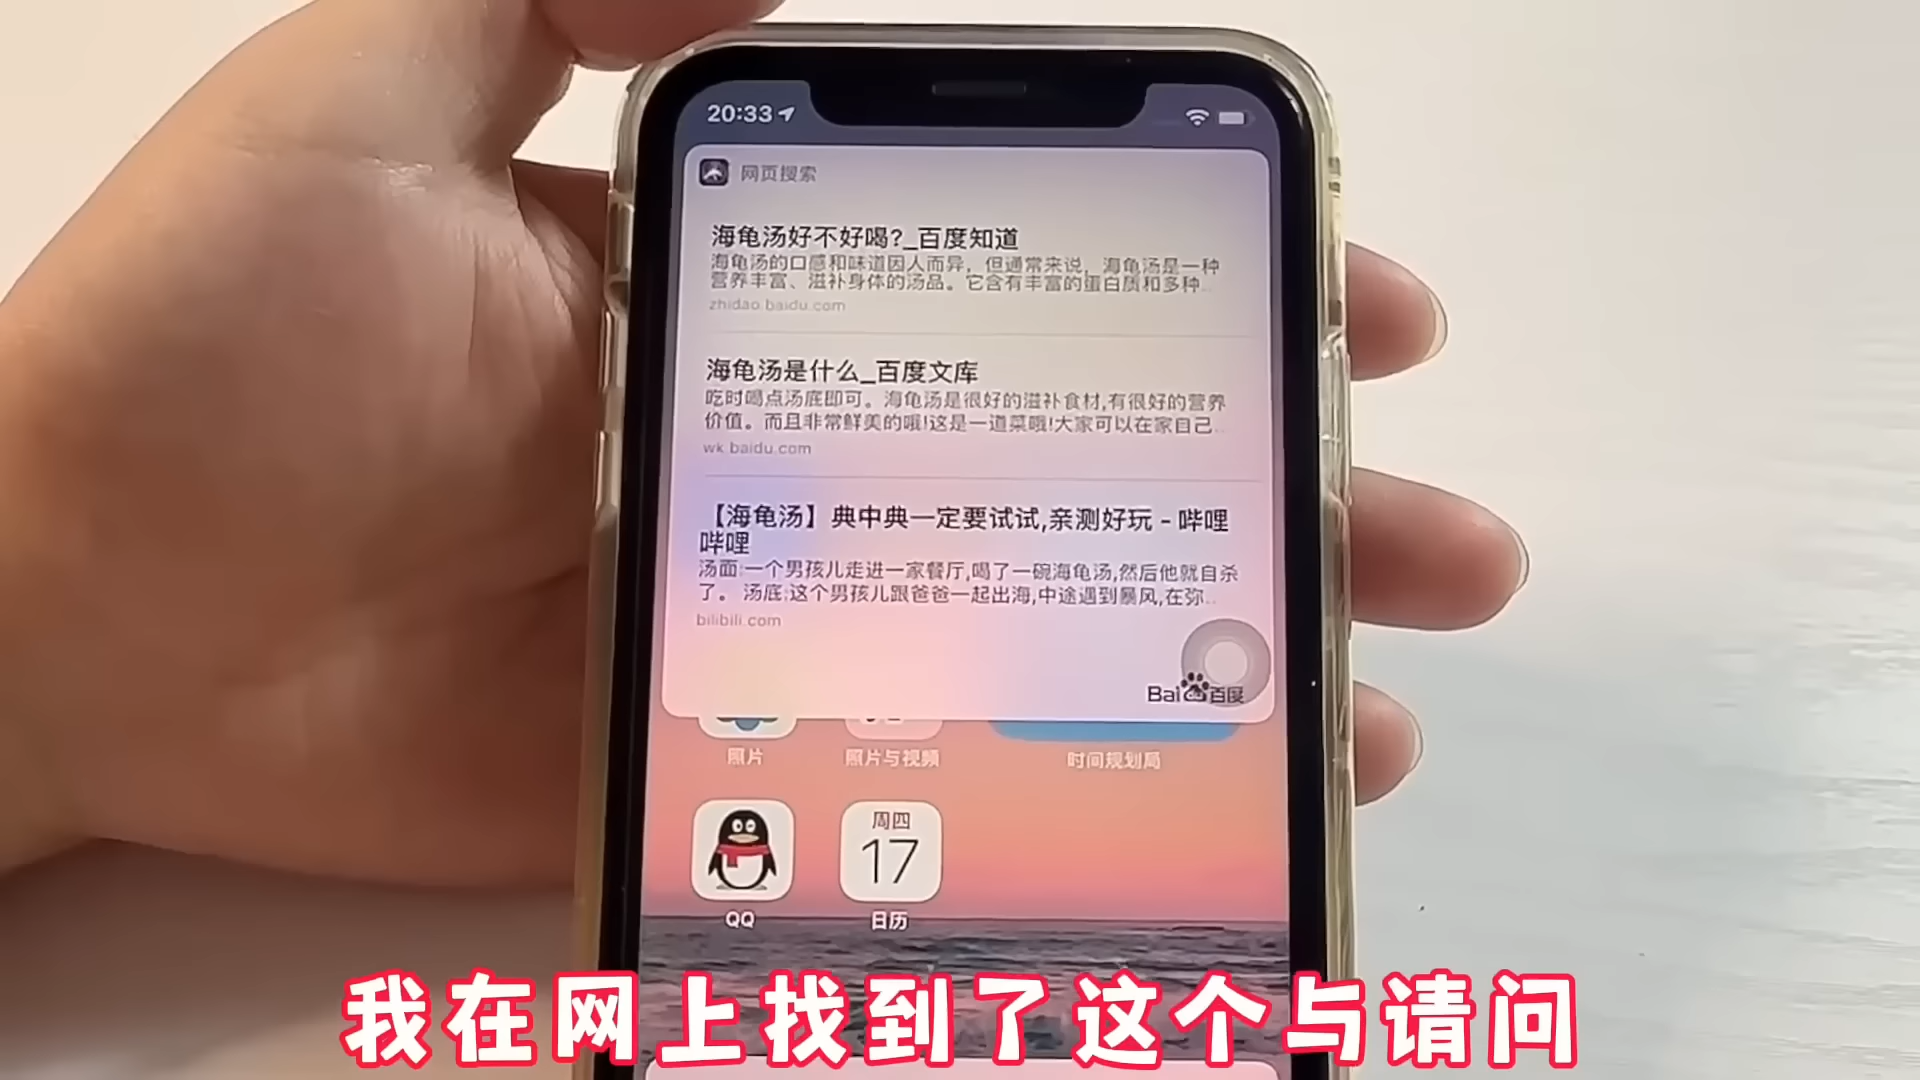 20:33
网页搜索
海龟汤好不好喝?_百度知道
海龟汤的口感和味道因人而异，但通常来说，海龟汤是一种
营养丰富、滋补身体的汤品。它含有丰富的蛋白质和多种...
zhidao.baidu.com
海龟汤是什么_百度文库
吃时喝点汤底即可。海龟汤是很好的滋补食材,有很好的营养
价值。而且非常鲜美的哦!这是一道菜哦!大家可以在家自己...
wk.baidu.com
【海龟汤】典中典一定要试试,亲测好玩 - 哔哩
哔哩
汤面:一个男孩儿走进一家餐厅,喝了一碗海龟汤,然后他就自杀
了。 汤底:这个男孩儿跟爸爸一起出海,中途遇到暴风,在弥...
bilibili.com
Bai du 百度
照片
照片与视频
时间规划局
周四
17
QQ
日历
我在网上找到了这个与请问